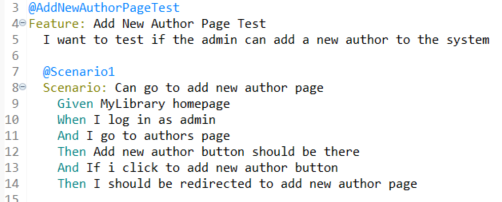 3 @AddNewAuthorPageTest
4 Feature: Add New Author Page Test
5 I want to test if the admin can add a new author to the system
6
7 @Scenario1
8 Scenario: Can go to add new author page
9 Given MyLibrary homepage
10 When I log in as admin
11 And I go to authors page
12 Then Add new author button should be there
13 And If i click to add new author button
14 Then I should be redirected to add new author page
15